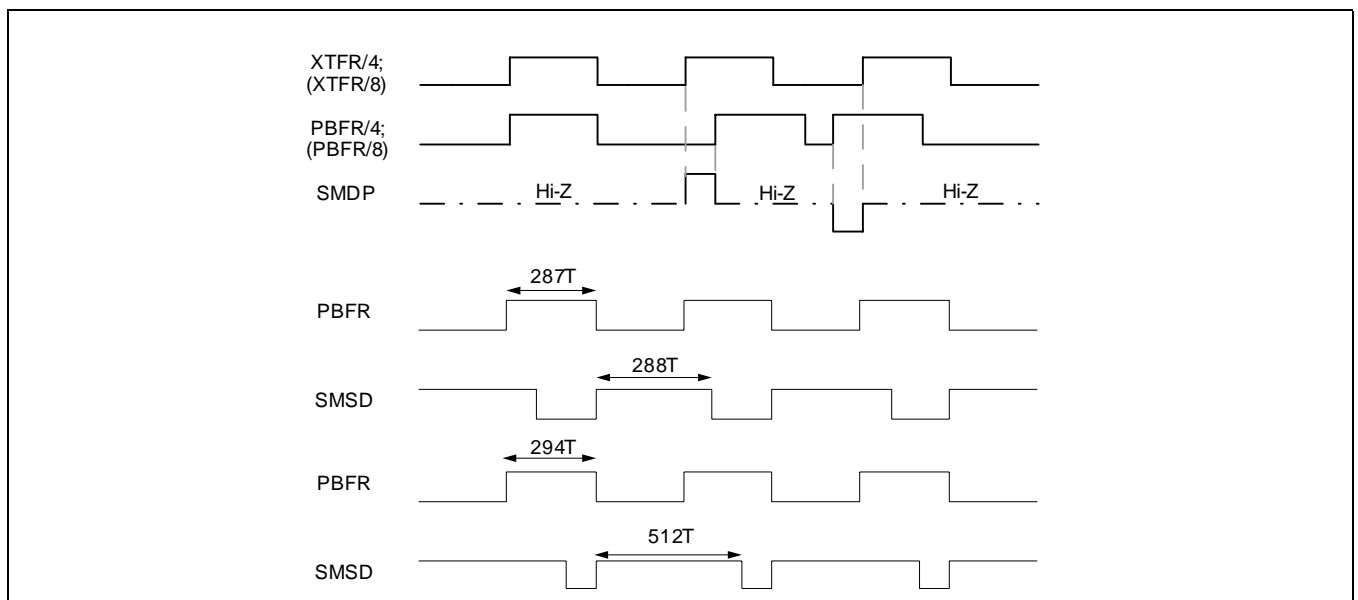 XTFR/4;
(XTFR/8)
PBFR/4;
(PBFR/8)
SMDP
Hi-Z
Hi-Z
Hi-Z
287T
PBFR
288T
SMSD
294T
PBFR
512T
SMSD